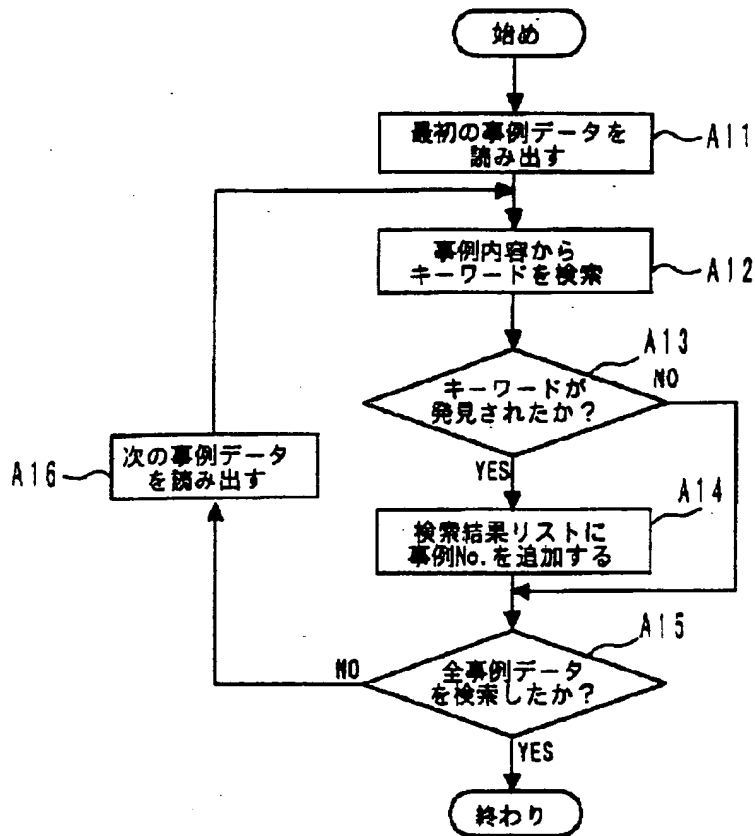 始め
最初の事例データを
読み出す
A11
事例内容から
キーワードを検索
A12
A13
キーワードが
発見されたか?
NO
YES
A14
検索結果リストに
事例No.を追加する
A16
次の事例データ
を読み出す
A15
NO
全事例データ
を検索したか?
YES
終わり